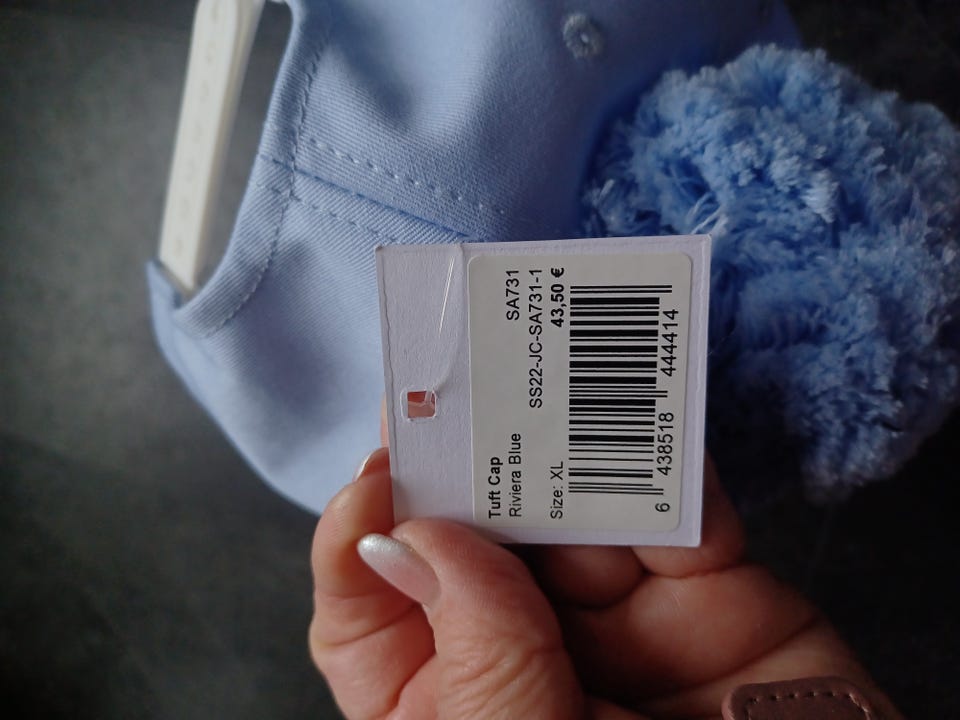 Tuft Cap SA731
Riviera Blue SS22-JC-SA731-1
43,50 €
Size: XL
6 438518 444414